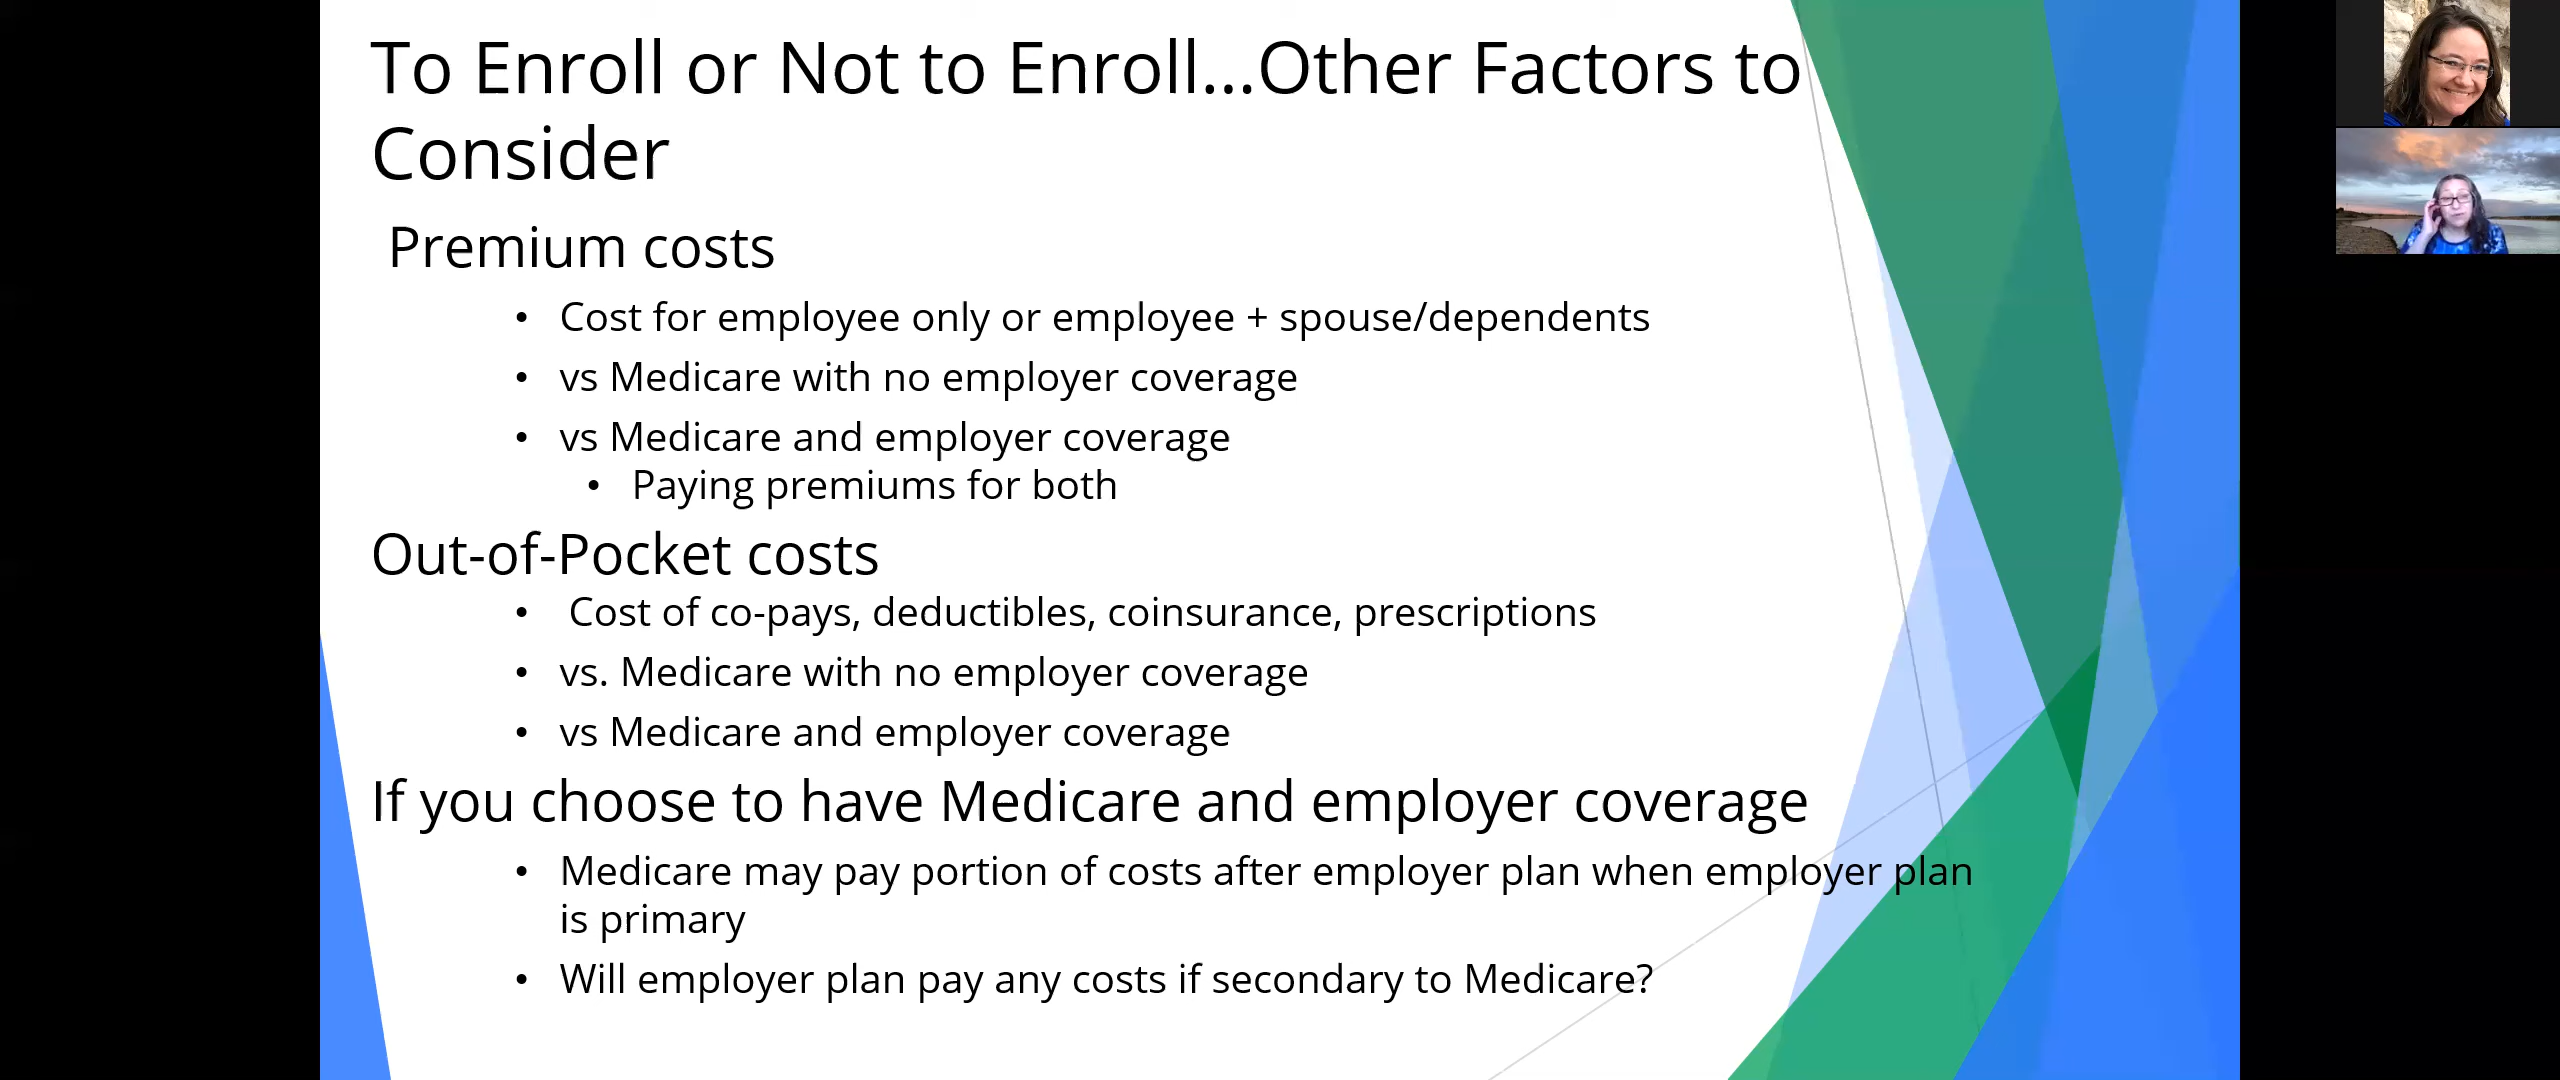 To Enroll or Not to Enroll...Other Factors to
Consider
Premium costs
• Cost for employee only or employee + spouse/dependents
• vs Medicare with no employer coverage
• vs Medicare and employer coverage
• Paying premiums for both
Out-of-Pocket costs
• Cost of co-pays, deductibles, coinsurance, prescriptions
• vs. Medicare with no employer coverage
• vs Medicare and employer coverage
If you choose to have Medicare and employer coverage
• Medicare may pay portion of costs after employer plan when employer plan
is primary
• Will employer plan pay any costs if secondary to Medicare?